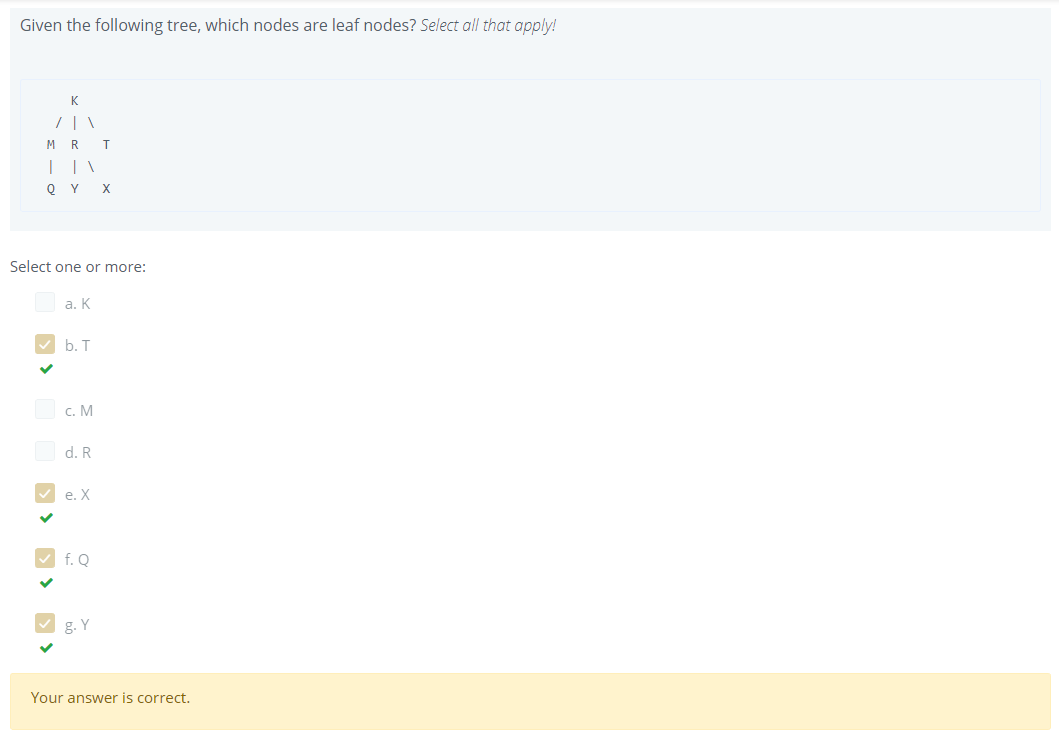 Given the following tree, which nodes are leaf nodes? Select all that apply!
K
/ | \
M R T
| | \
Q Y X
Select one or more:
a. K
b. T
c. M
d. R
e. X
f. Q
g. Y
Your answer is correct.